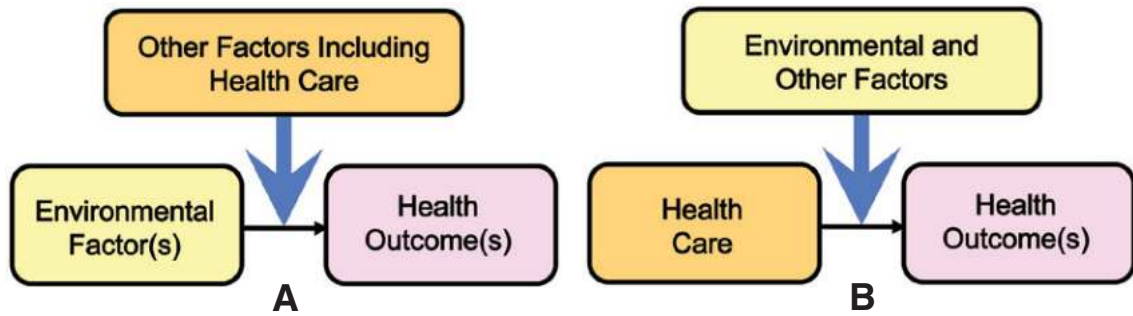 Other Factors Including
Health Care
Environmental
Factor(s)
Health
Outcome(s)
A
Environmental and
Other Factors
Health
Care
Health
Outcome(s)
B